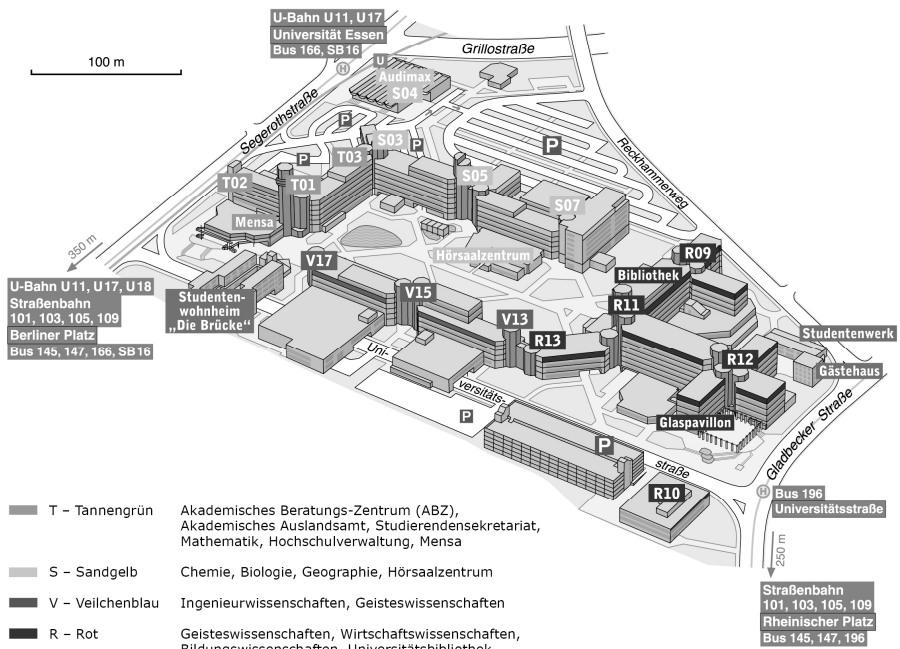 U-Bahn U11, U17
Universität Essen
Bus 166, SB16
H
100 m
Grillostraße
U
Audimax
S04
Segerothstraße
P
S03
P
P
Reckhammerweg
T03
P
T02
T01
S05
S07
Mensa
350 m
V17
Hörsaalzentrum
R09
Bibliothek
U-Bahn U11, U17, U18
Straßenbahn
101, 103, 105, 109
Berliner Platz
Bus 145, 147, 166, SB16
Studenten-
wohnheim
„Die Brücke“
V15
V13
R11
R13
Studentenwerk
R12
Gästehaus
Uni-
versitäts-
straße
Glaspavillon
Gladbecker Straße
P
P
R10
H
Bus 196
Universitätsstraße
250 m
Straßenbahn
101, 103, 105, 109
Rheinischer Platz
Bus 145, 147, 196
T – Tannengrün Akademisches Beratungs-Zentrum (ABZ),
Akademisches Auslandsamt, Studierendensekretariat,
Mathematik, Hochschulverwaltung, Mensa
S – Sandgelb Chemie, Biologie, Geographie, Hörsaalzentrum
V – Veilchenblau Ingenieurwissenschaften, Geisteswissenschaften
R – Rot Geisteswissenschaften, Wirtschaftswissenschaften,
Bildungswissenschaften, Universitätsbibliothek